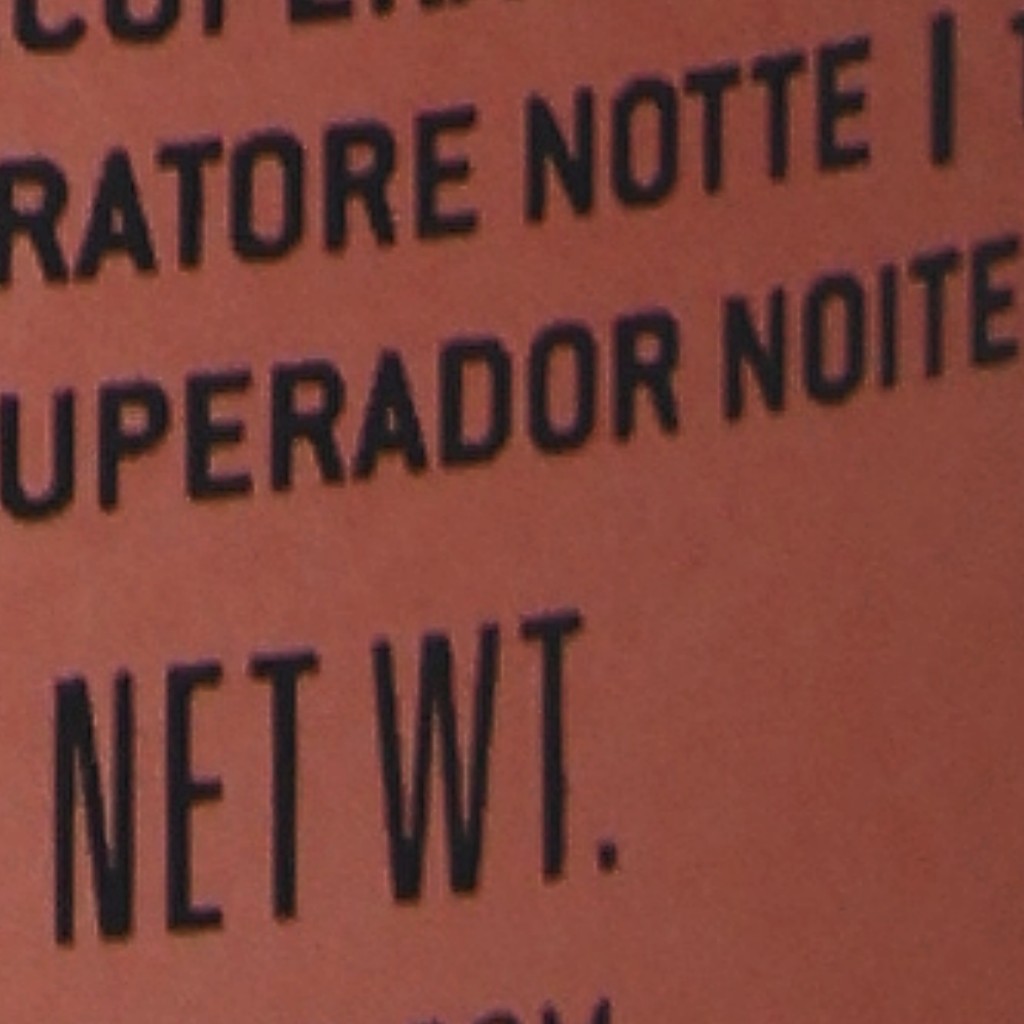 RATORE NOTTE |
UPERADOR NOITE
NET WT.